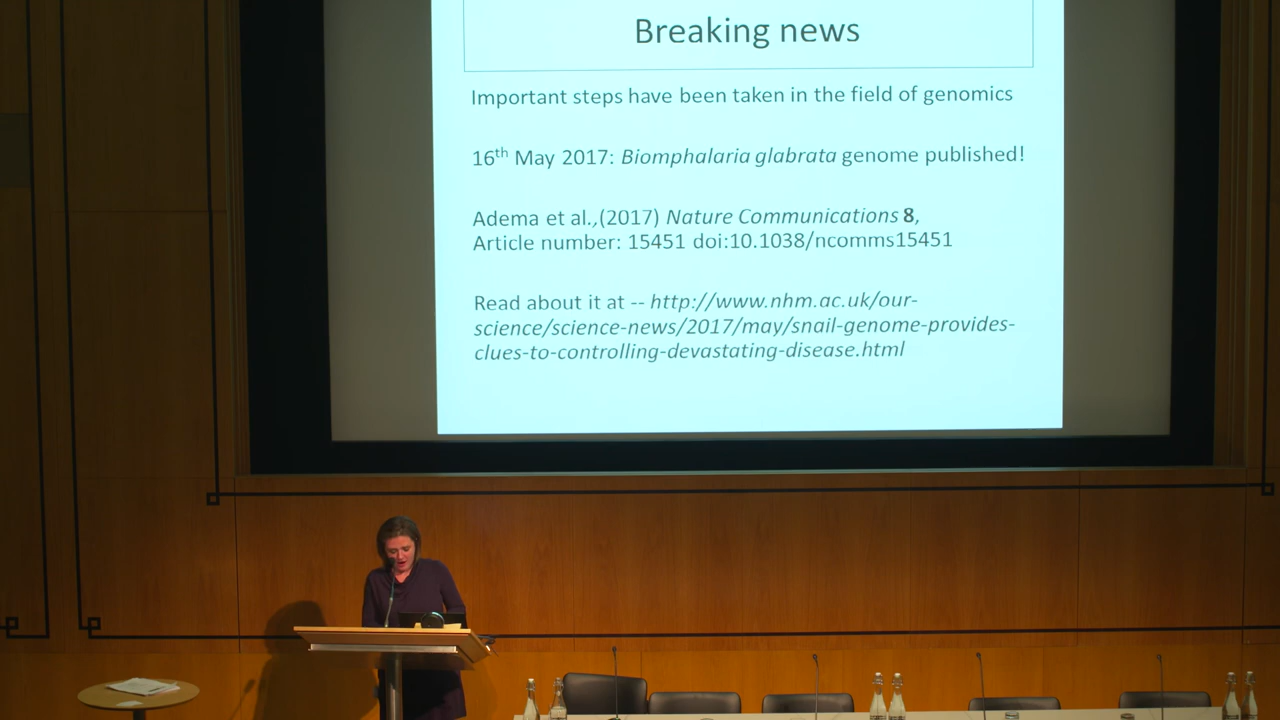 Breaking news
Important steps have been taken in the field of genomics
16th May 2017: Biomphalaria glabrata genome published!
Adema et al.,(2017) Nature Communications 8,
Article number: 15451 doi:10.1038/ncomms15451
Read about it at -- http://www.nhm.ac.uk/our-
science/science-news/2017/may/snail-genome-provides-
clues-to-controlling-devastating-disease.html